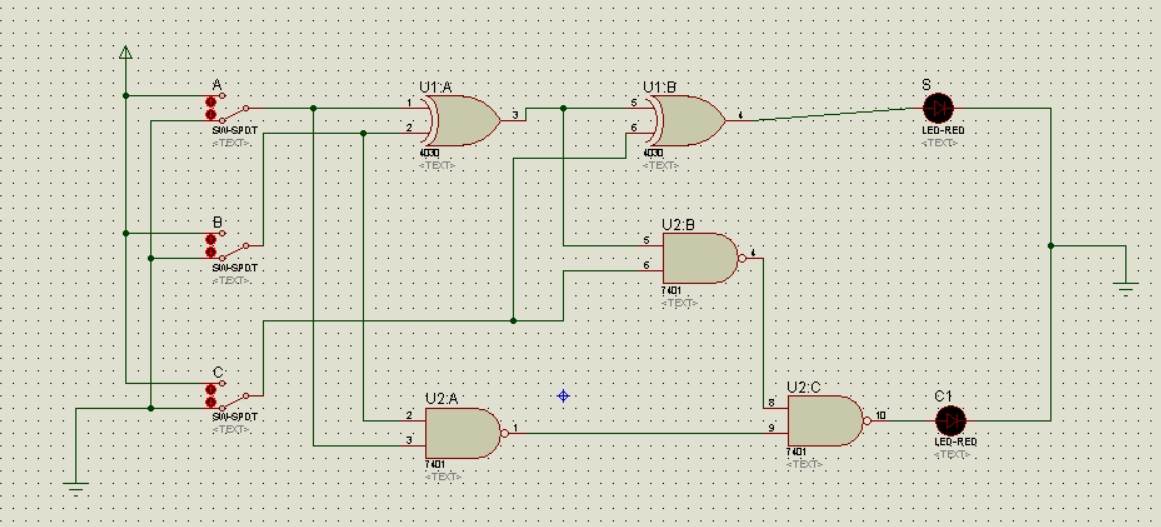 A
SW-SPDT
<TEXT>
B
SW-SPDT
<TEXT>
C
SW-SPDT
<TEXT>
U1:A
1
2
3
4030
<TEXT>
U1:B
5
6
4
4030
<TEXT>
S
LED-RED
<TEXT>
U2:B
5
6
4
7401
<TEXT>
U2:A
2
3
1
7401
<TEXT>
U2:C
8
9
10
7401
<TEXT>
C1
LED-RED
<TEXT>